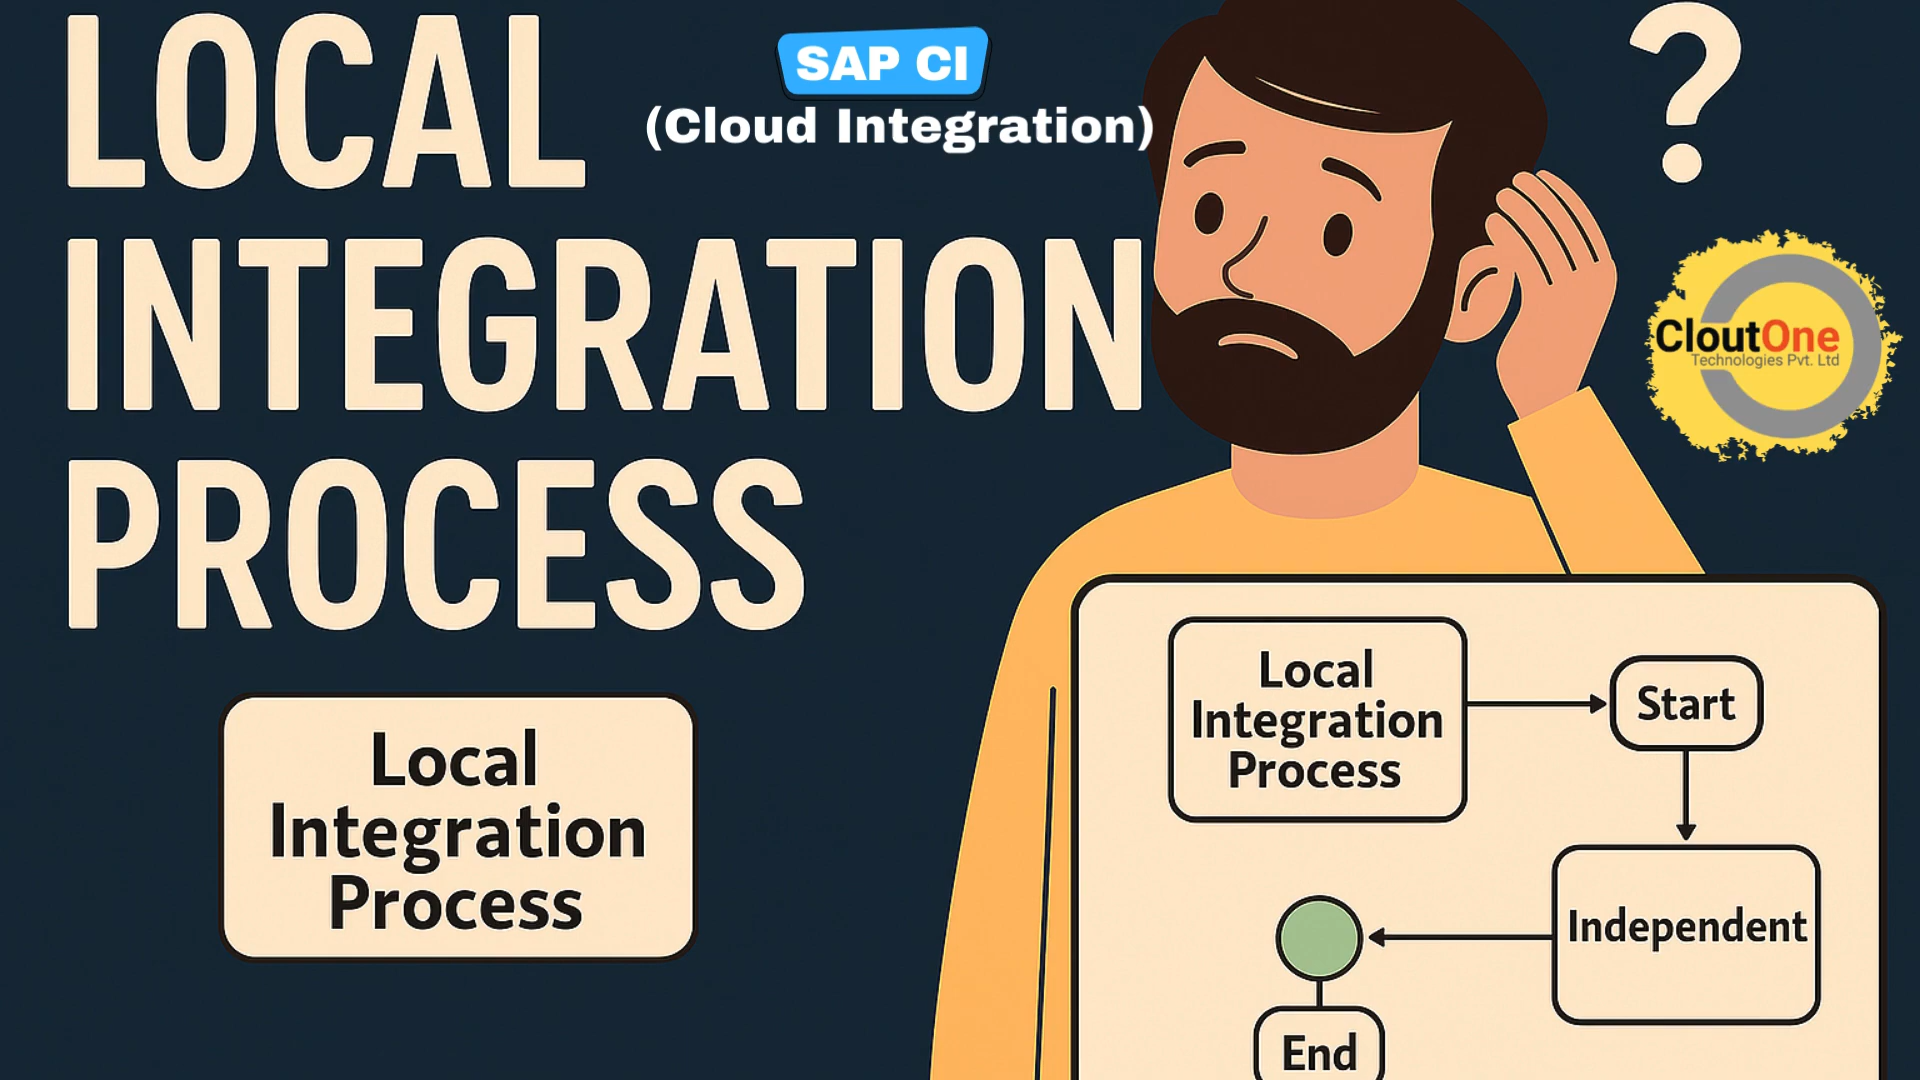 LOCAL
INTEGRATION
PROCESS
SAP CI
(Cloud Integration)
?
CloutOne
Technologies Pvt. Ltd
Local
Integration
Process
Local
Integration
Process
Start
Independent
End